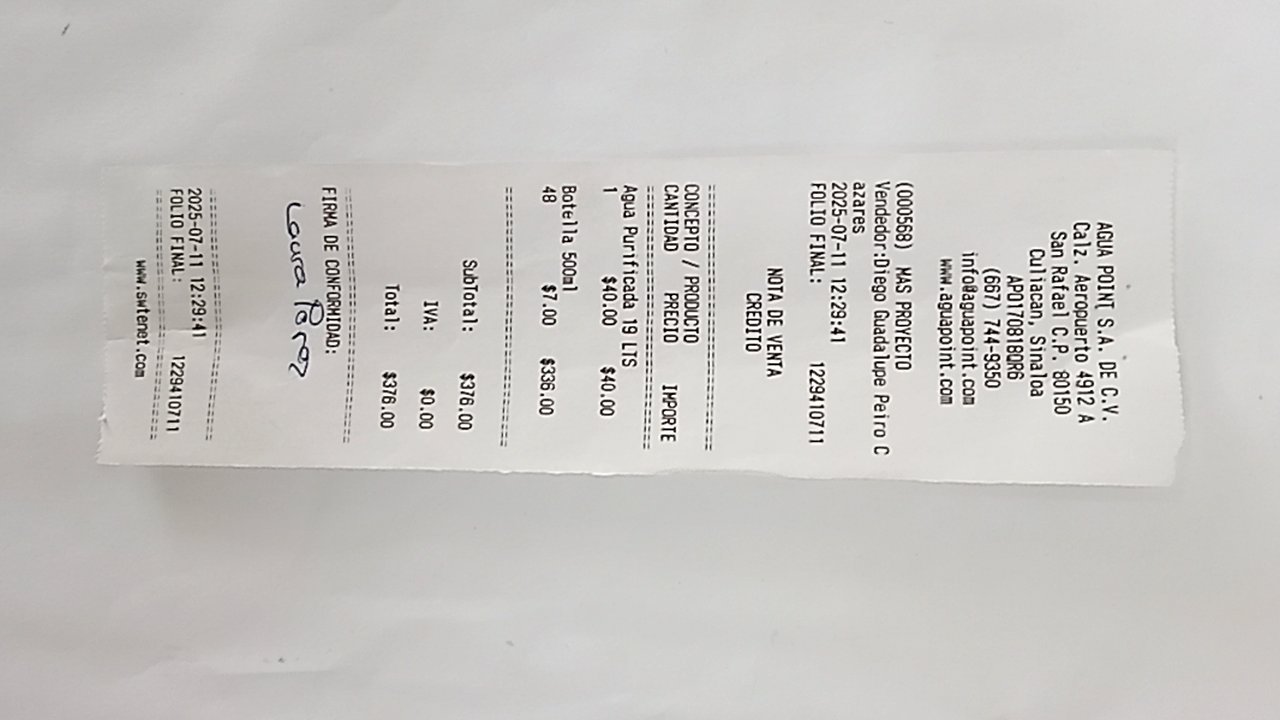 AGUA POINT S.A. DE C.V.
Calz. Aeropuerto 4912 A
San Rafael C.P. 80150
Culiacan, Sinaloa
APO170818QR6
(667) 744-9350
info@aguapoint.com
www.aguapoint.com
(000568) MAS PROYECTO
Vendedor:Diego Guadalupe Peiro C
azares
2025-07-11 12:29:41
FOLIO FINAL: 1229410711
NOTA DE VENTA
CREDITO
================================
CONCEPTO / PRODUCTO
CANTIDAD PRECIO IMPORTE
================================
Agua Purificada 19 LTS
1 $40.00 $40.00
Botella 500ml
48 $7.00 $336.00
================================
SubTotal: $376.00
IVA: $0.00
Total: $376.00
================================
FIRMA DE CONFORMIDAD:
Laura Pérez
================================
2025-07-11 12:29:41
FOLIO FINAL: 1229410711
================================
www.swtenet.com